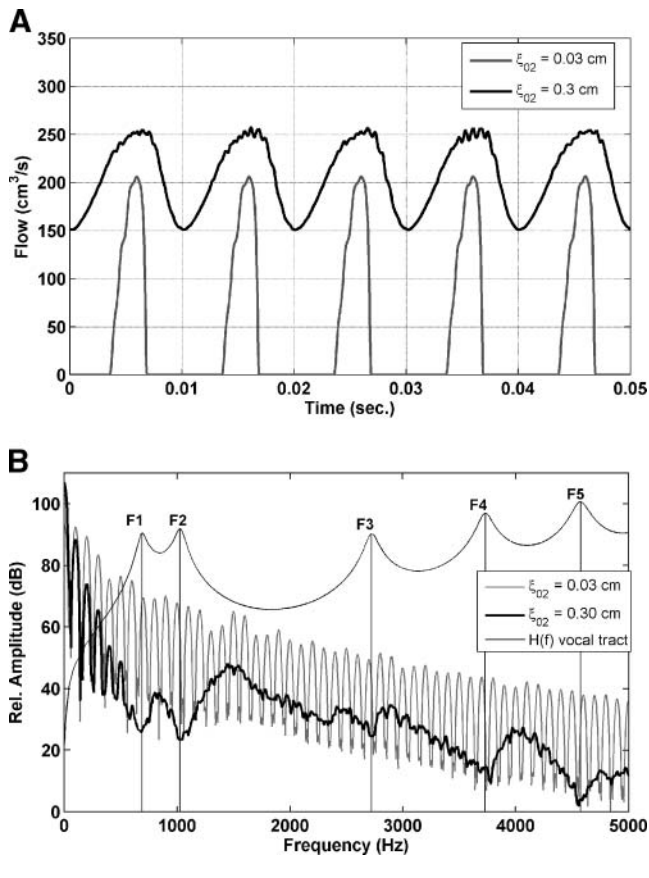 A
350
300
250
200
150
100
50
0
Flow (cm³/s)
ξ₀₂ = 0.03 cm
ξ₀₂ = 0.3 cm
0 0.01 0.02 0.03 0.04 0.05
Time (sec.)
B
100
80
60
40
20
0
Rel. Amplitude (dB)
F1 F2 F3 F4 F5
ξ₀₂ = 0.03 cm
ξ₀₂ = 0.30 cm
H(f) vocal tract
0 1000 2000 3000 4000 5000
Frequency (Hz)